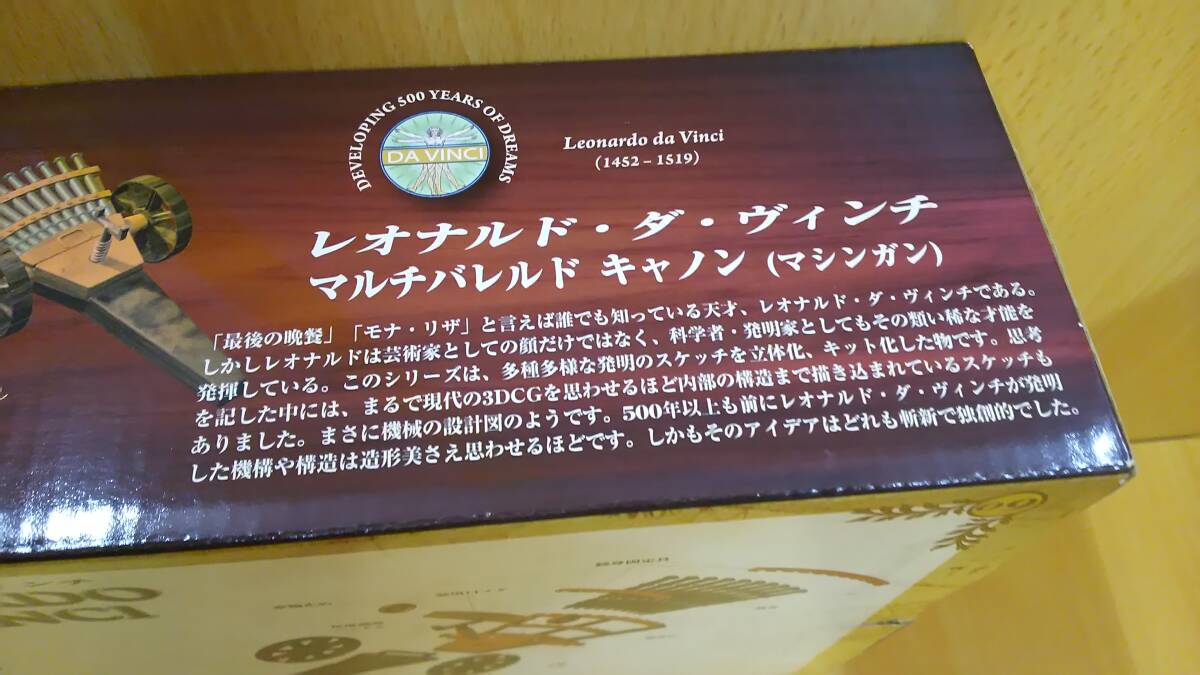 DEVELOPING 500 YEARS OF DREAMS
DA VINCI
Leonardo da Vinci
(1452 – 1519)
レオナルド・ダ・ヴィンチ
マルチバレルド キャノン (マシンガン)
「最後の晩餐」「モナ・リザ」と言えば誰でも知っている天才、レオナルド・ダ・ヴィンチである。
しかしレオナルドは芸術家としての顔だけではなく、科学者・発明家としてもその類い稀な才能を
発揮している。このシリーズは、多種多様な発明のスケッチを立体化、キット化した物です。思考
を記した中には、まるで現代の3DCGを思わせるほど内部の構造まで描き込まれているスケッチも
ありました。まさに機械の設計図のようです。500年以上も前にレオナルド・ダ・ヴィンチが発明
した機構や構造は造形美さえ思わせるほどです。しかもそのアイデアはどれも斬新で独創的でした。